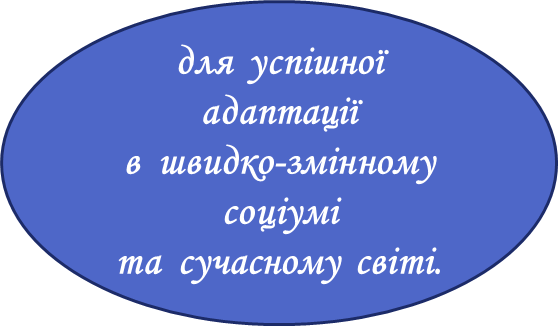 для успішної
адаптації
в швидко-змінному
соціумі
та сучасному світі.